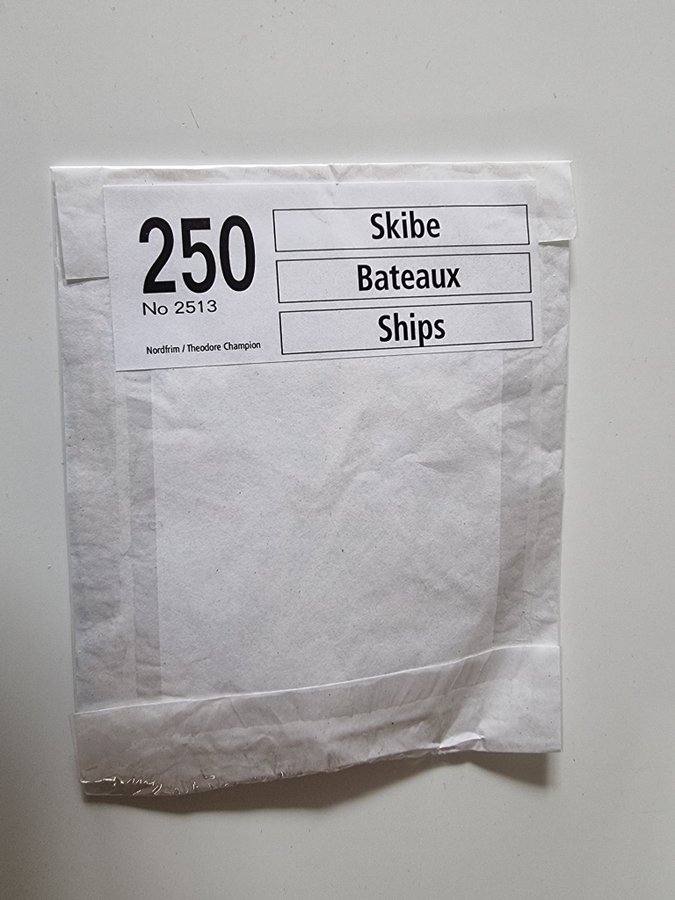 250
No 2513
Nordfrim / Theodore Champion
Skibe
Bateaux
Ships